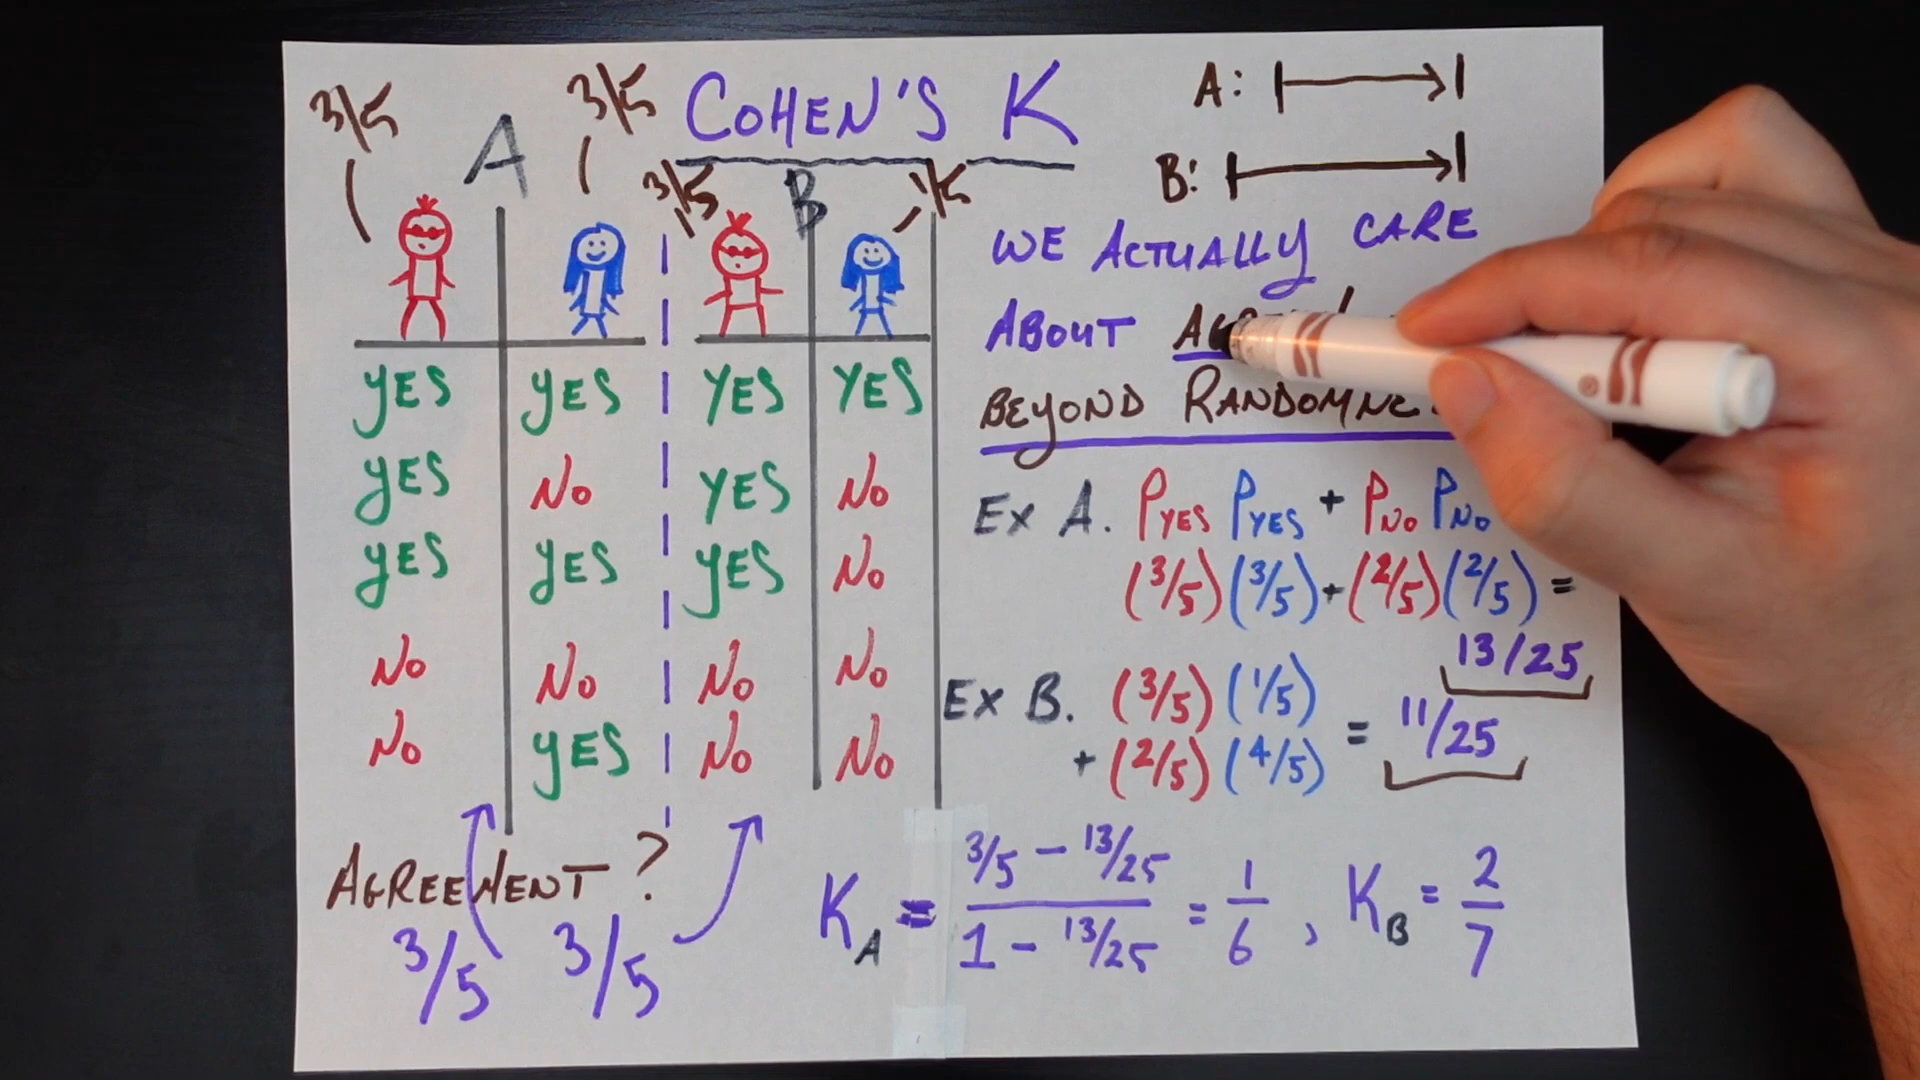 COHEN'S K
3/5 A 3/5
3/5 B 1/5
YES YES YES YES
YES NO YES NO
YES YES YES NO
NO NO NO NO
NO YES NO NO
AGREEMENT?
3/5 3/5
A:
B:
WE ACTUALLY CARE
ABOUT
BEYOND
EX A. PYES PYES + PNO PNO
(3/5)(3/5)+(2/5)(2/5) =
13/25
EX B. (3/5)(1/5)
+ (2/5)(4/5) = 11/25
KA = 3/5 - 13/25 / 1 - 13/25 = 1/6, KB = 2/7